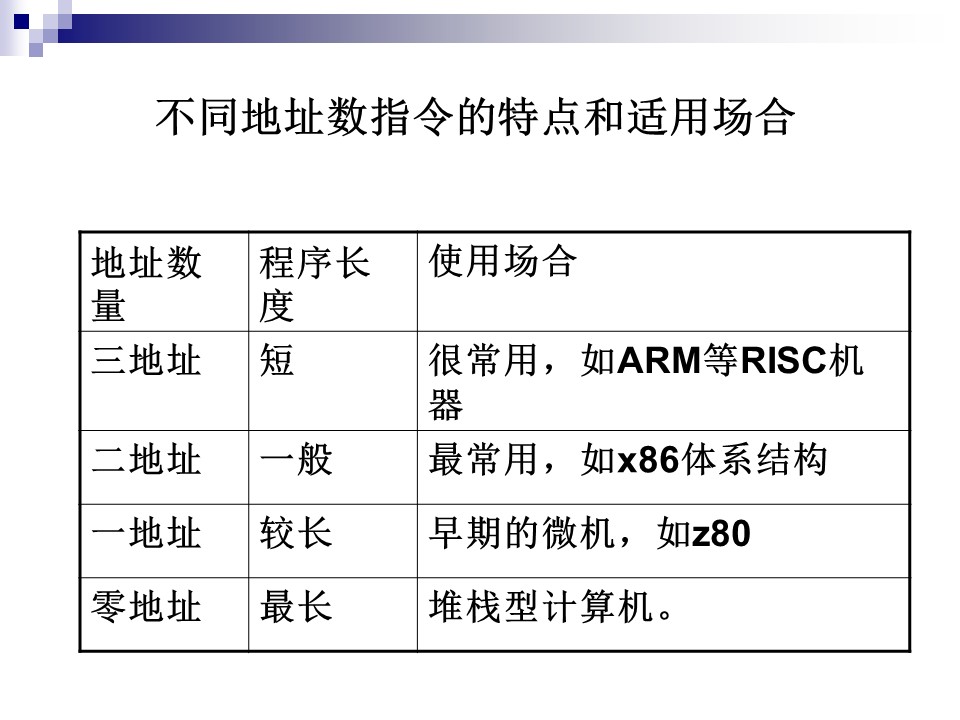 不同地址数指令的特点和适用场合
地址数
量
程序长
度
使用场合
三地址
短
很常用，如ARM等RISC机
器
二地址
一般
最常用，如x86体系结构
一地址
较长
早期的微机，如z80
零地址
最长
堆栈型计算机。